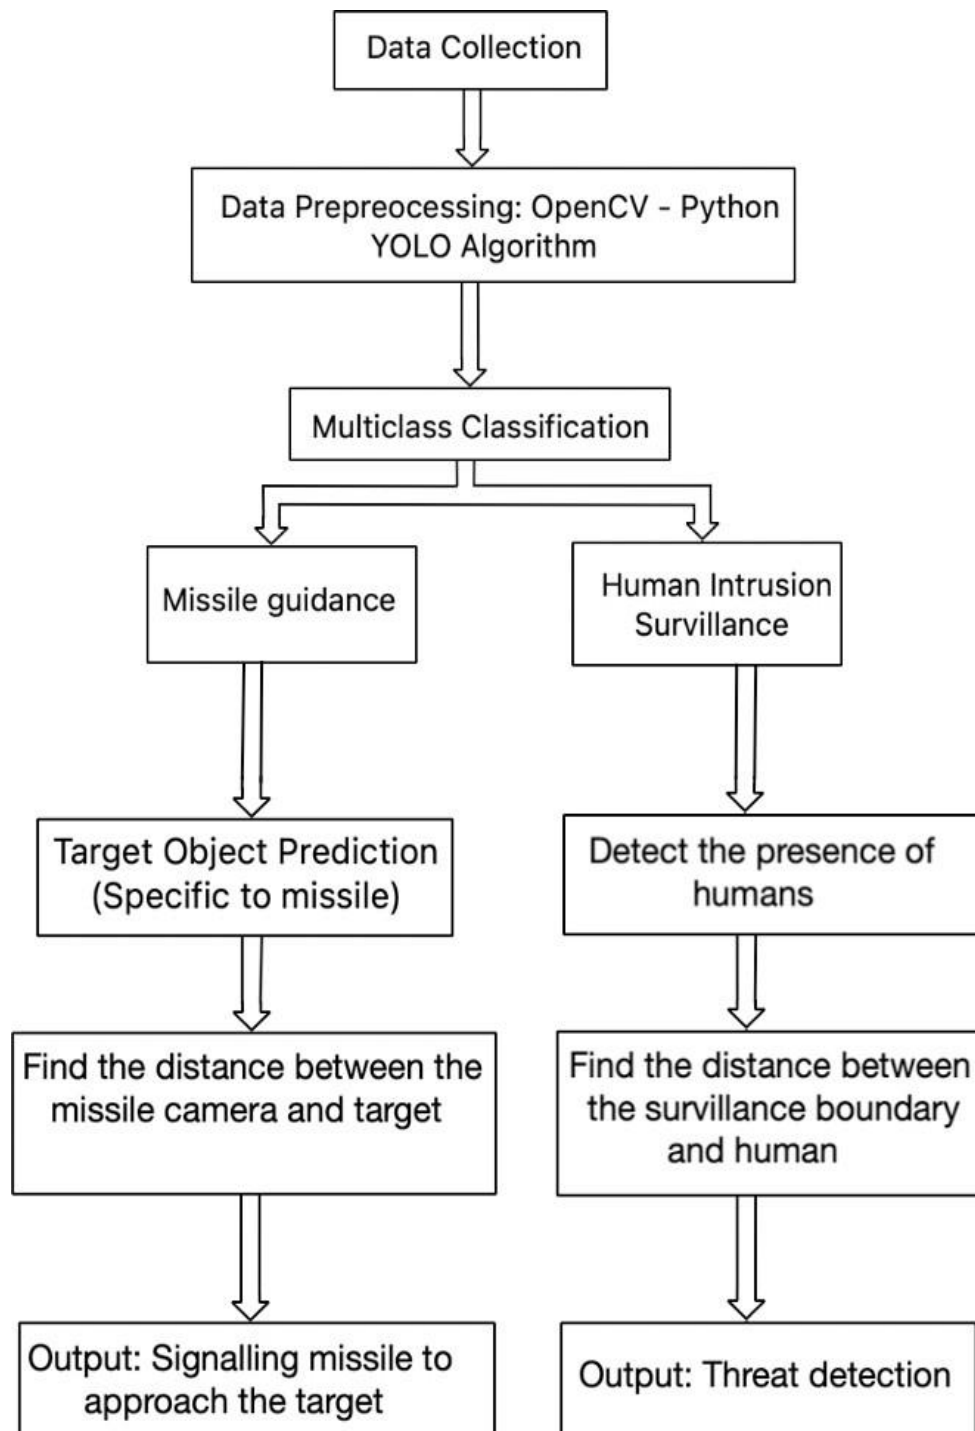 Data Collection
Data Prepreocessing: OpenCV - Python
YOLO Algorithm
Multiclass Classification
Missile guidance
Human Intrusion
Survillance
Target Object Prediction
(Specific to missile)
Detect the presence of
humans
Find the distance between the
missile camera and target
Find the distance between
the survillance boundary
and human
Output: Signalling missile to
approach the target
Output: Threat detection